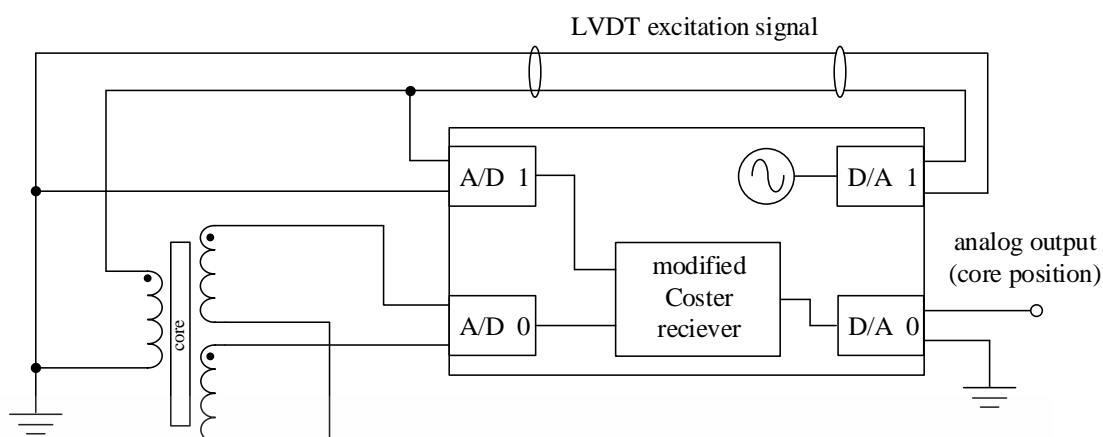 LVDT excitation signal
A/D 1
D/A 1
analog output
(core position)
modified
Coster
reciever
A/D 0
D/A 0
core